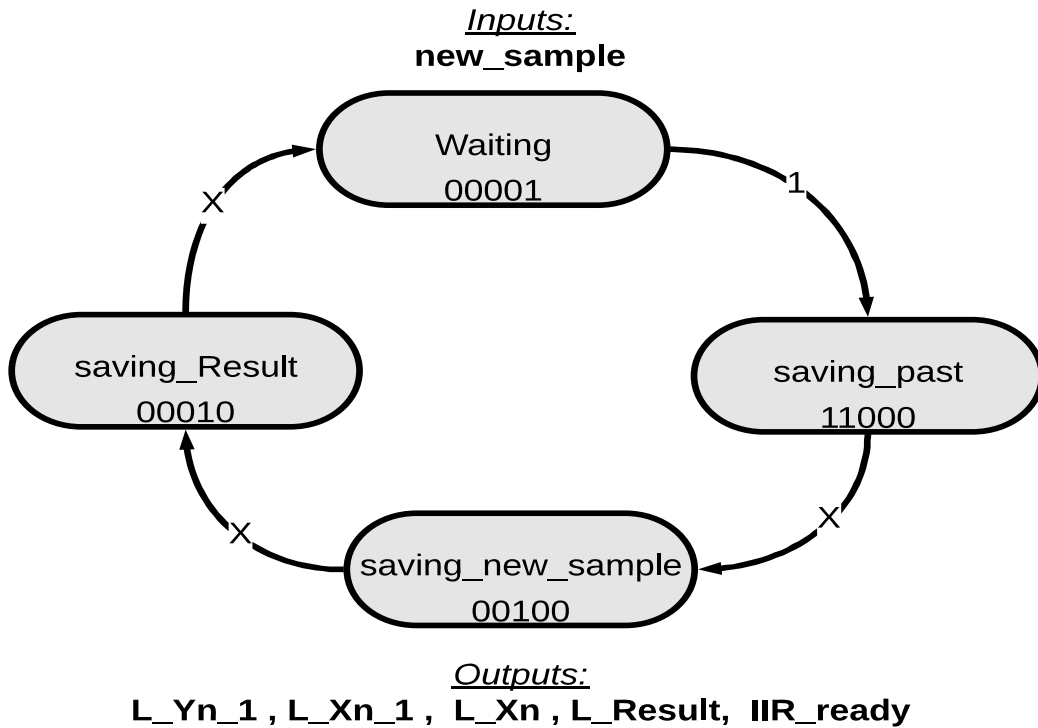 Inputs:
new_sample
Waiting
00001
1
X
saving_Result
00010
saving_past
11000
X
X
saving_new_sample
00100
Outputs:
L_Yn_1 , L_Xn_1 , L_Xn , L_Result, IIR_ready